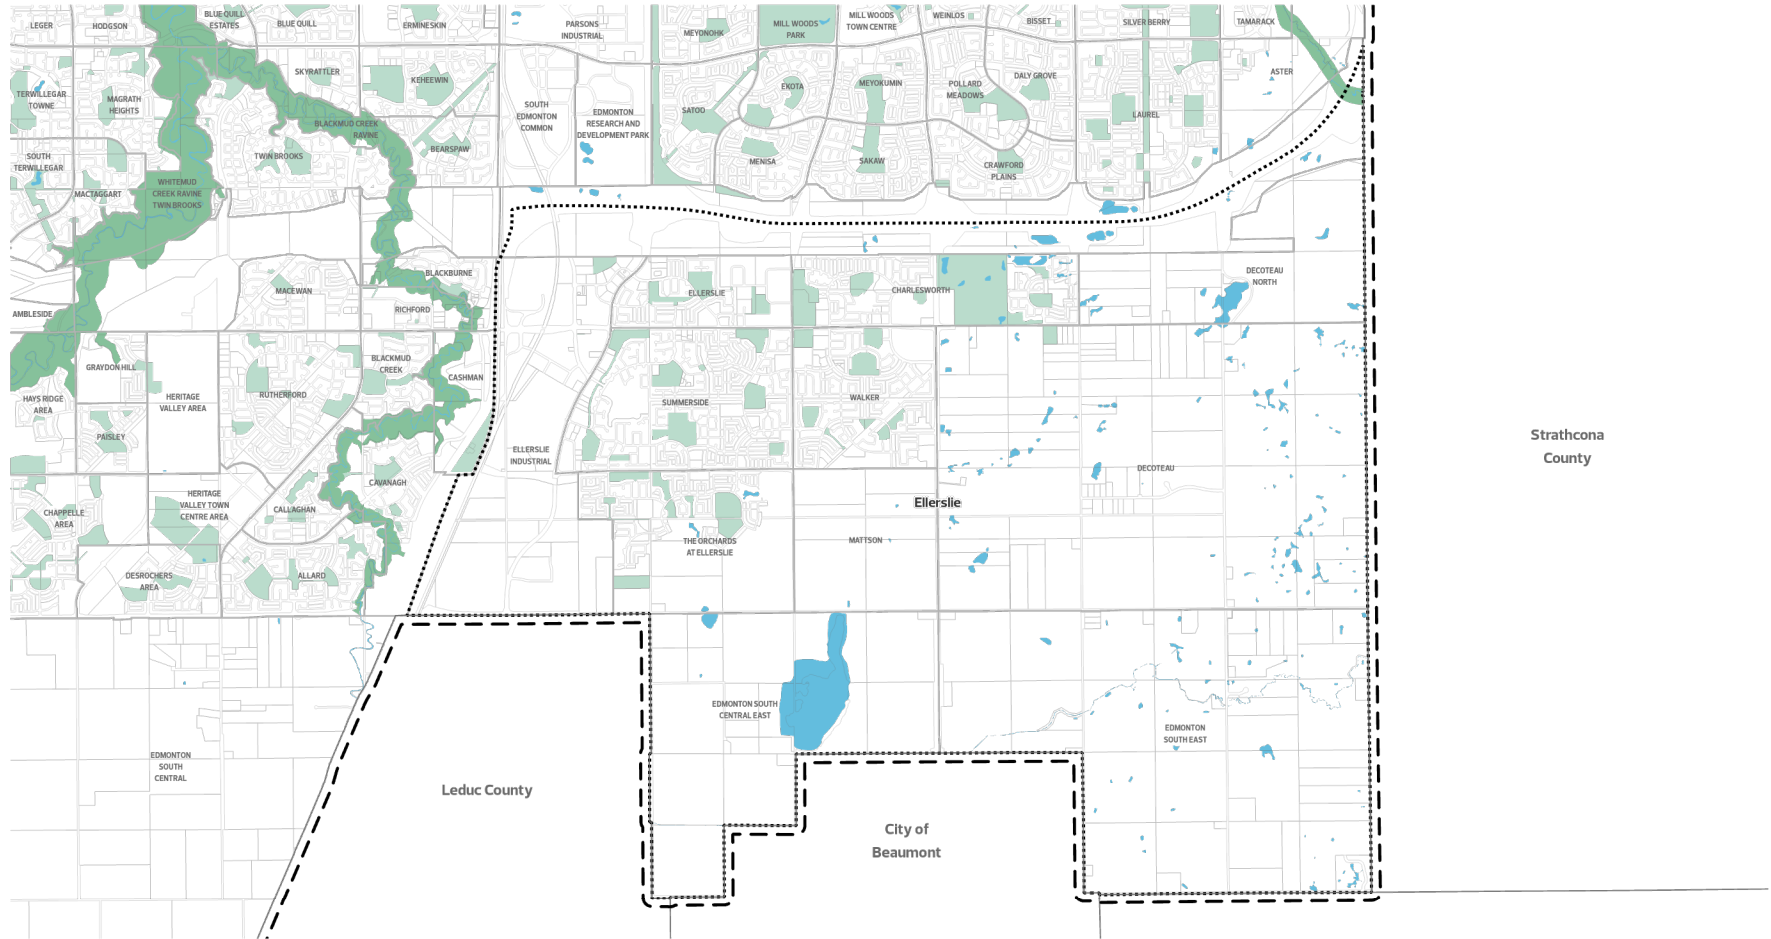 LEGER
HODGSON
BLUE QUILL
ESTATES
BLUE QUILL
ERMINESKIN
PARSONS
INDUSTRIAL
MEYONOHK
MILL WOODS
PARK
MILL WOODS
TOWN CENTRE
WEINLOS
BISSET
SILVER BERRY
TAMARACK
TERWILLEGAR
TOWNE
MAGRATH
HEIGHTS
SKYRATTLER
KEHEEWIN
SOUTH
EDMONTON
COMMON
EDMONTON
RESEARCH AND
DEVELOPMENT PARK
SATOO
EKOTA
MEYOKUMIN
POLLARD
MEADOWS
DALY GROVE
LAUREL
ASTER
BLACKMUD CREEK
RAVINE
BEARSPAW
SOUTH
TERWILLEGAR
TWIN BROOKS
MENISA
SAKAW
CRAWFORD
PLAINS
MACTAGGART
WHITEMUD
CREEK RAVINE
TWIN BROOKS
AMBLESIDE
MACEWAN
BLACKBURNE
RICHFORD
ELLERSLIE
CHARLESWORTH
DECOTEAU
NORTH
GRAYDON HILL
HAYS RIDGE
AREA
HERITAGE
VALLEY AREA
RUTHERFORD
BLACKMUD
CREEK
CASHMAN
SUMMERSIDE
WALKER
PAISLEY
ELLERSLIE
INDUSTRIAL
DECOTEAU
Strathcona
County
CHAPPELLE
AREA
HERITAGE
VALLEY TOWN
CENTRE AREA
CAVANAGH
CALLAGHAN
Ellerslie
THE ORCHARDS
AT ELLERSLIE
MATTSON
DESROCHERS
AREA
ALLARD
EDMONTON SOUTH
CENTRAL EAST
EDMONTON
SOUTH EAST
EDMONTON
SOUTH
CENTRAL
Leduc County
City of
Beaumont